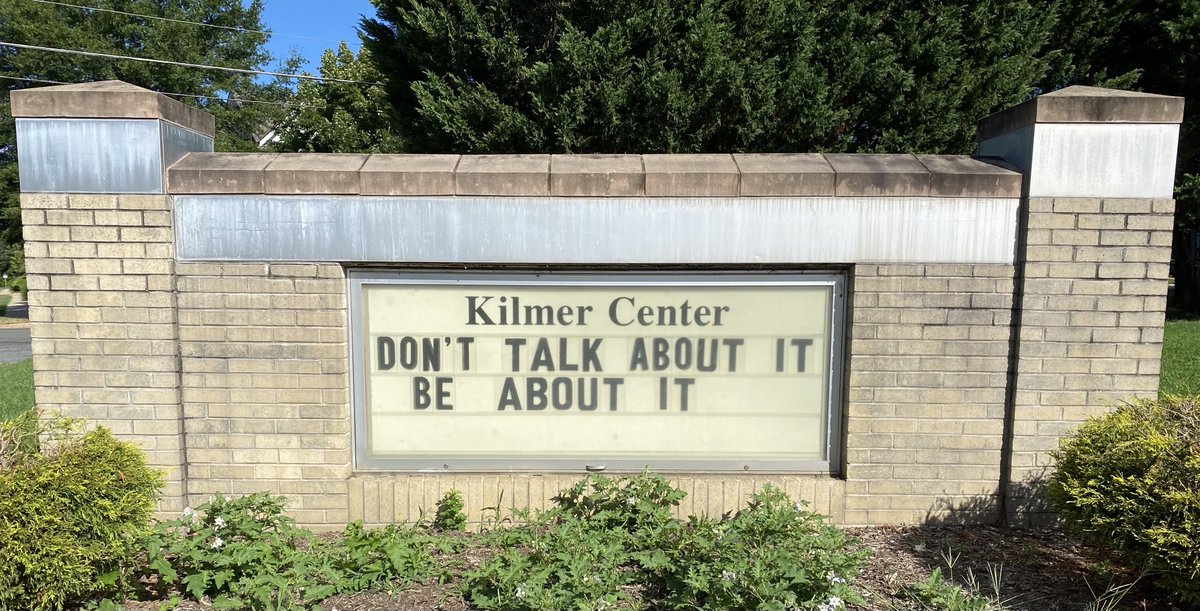 Kilmer Center
DON'T TALK ABOUT IT
BE ABOUT IT